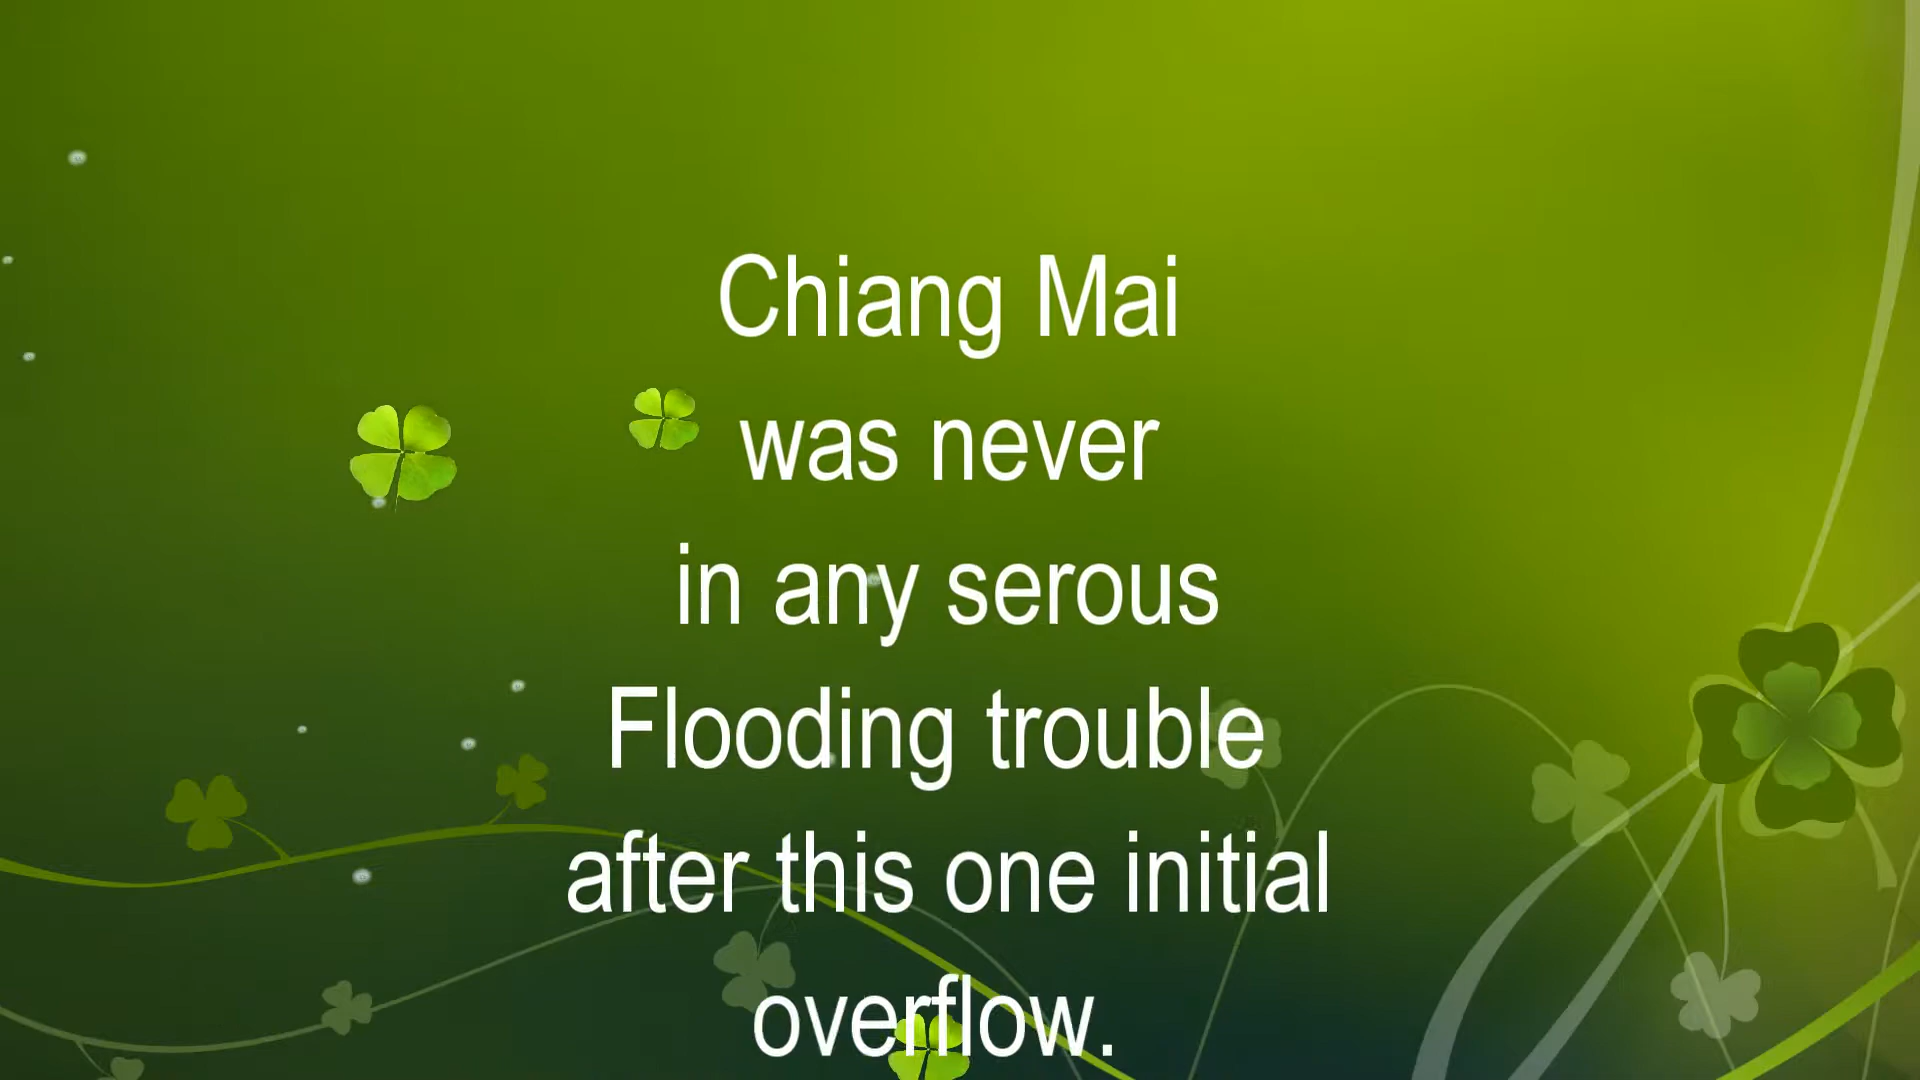 Chiang Mai
was never
in any serous
Flooding trouble
after this one initial
overflow.